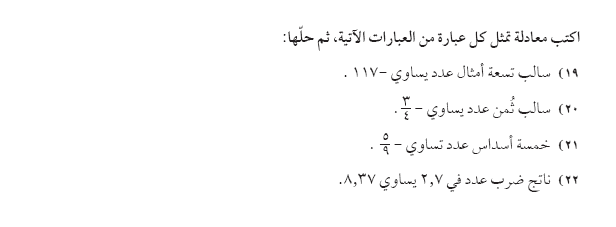 اكتب معادلة تمثل كل عبارة من العبارات الآتية، ثم حلّها:
١٩) سالب تسعة أمثال عدد يساوي –١١٧ .
٢٠) سالب ثُمن عدد يساوي – ٣/٤ .
٢١) خمسة أسداس عدد تساوي – ٥/٩ .
٢٢) ناتج ضرب عدد في ٢,٧ يساوي ٨,٣٧.